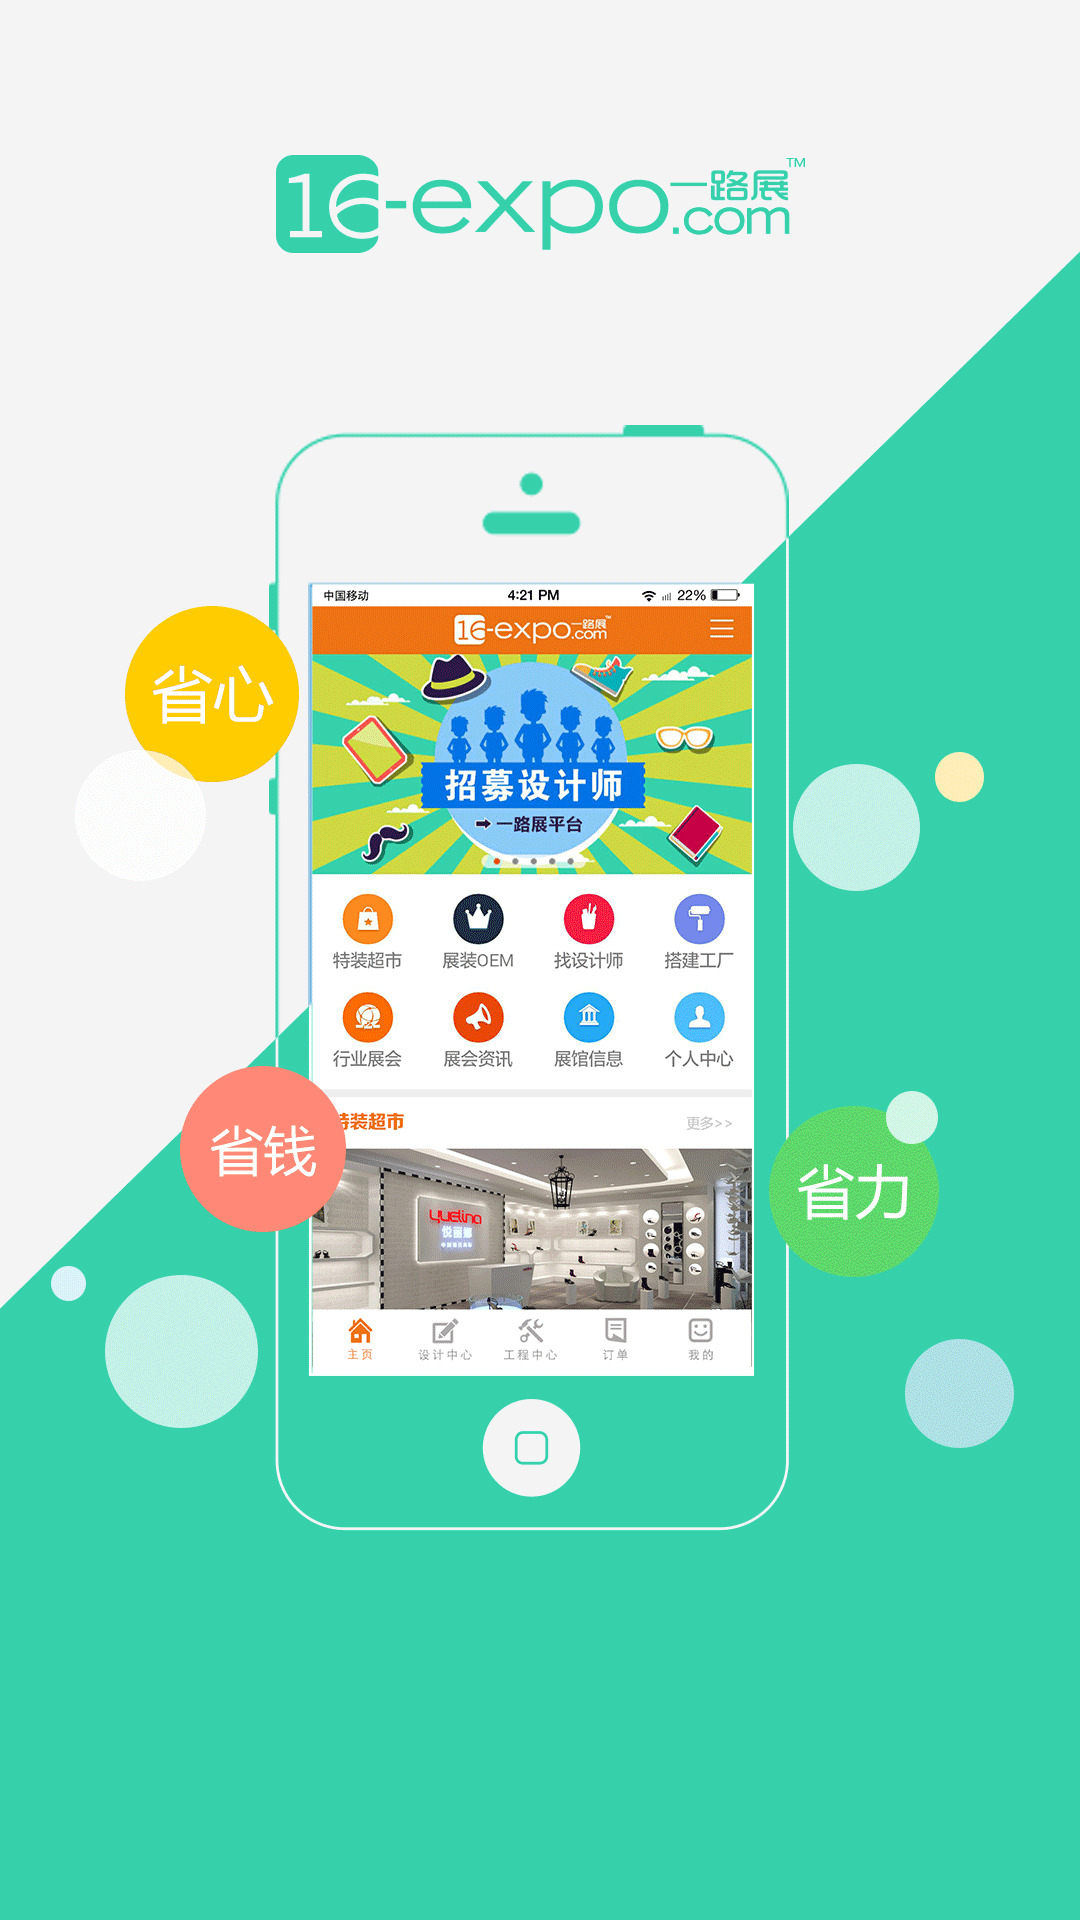 16-expo一路展.com™
中国移动 4:21 PM 22%
16-expo一路展.com™
招募设计师
一路展平台
省心
特装超市 展装OEM 找设计师 搭建工厂
行业展会 展会资讯 展馆信息 个人中心
特装超市 更多>>
省钱
省力
yuelina
悦丽娜
主页 设计中心 工程中心 订单 我的